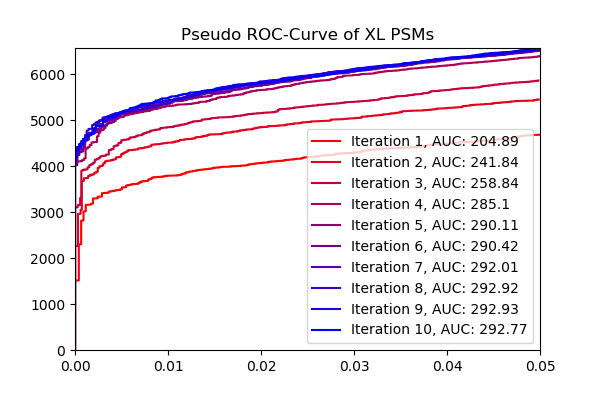 Pseudo ROC-Curve of XL PSMs
6000
5000
4000
3000
2000
1000
0
Iteration 1, AUC: 204.89
Iteration 2, AUC: 241.84
Iteration 3, AUC: 258.84
Iteration 4, AUC: 285.1
Iteration 5, AUC: 290.11
Iteration 6, AUC: 290.42
Iteration 7, AUC: 292.01
Iteration 8, AUC: 292.92
Iteration 9, AUC: 292.93
Iteration 10, AUC: 292.77
0.00 0.01 0.02 0.03 0.04 0.05